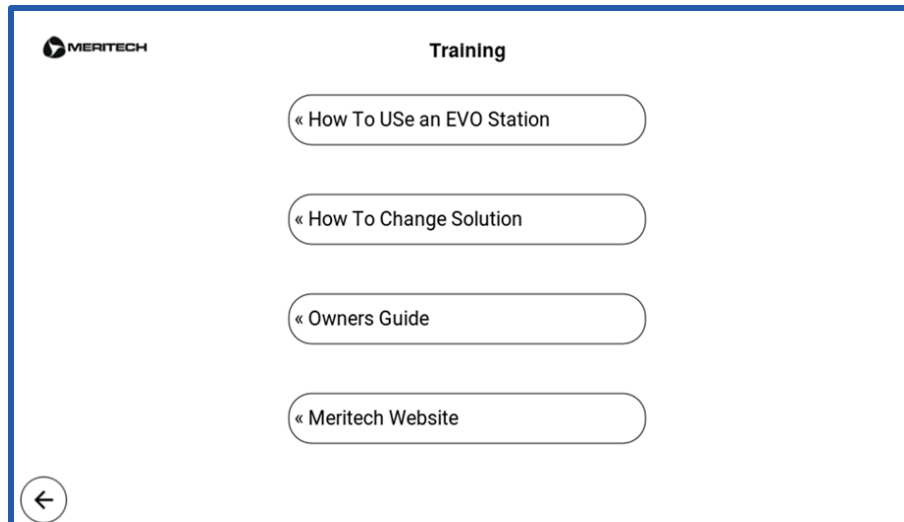 MERITECH
Training
« How To USe an EVO Station
« How To Change Solution
« Owners Guide
« Meritech Website